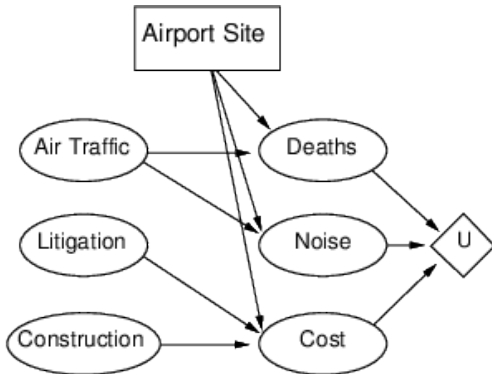 Airport Site
Air Traffic
Deaths
Litigation
Noise
U
Construction
Cost